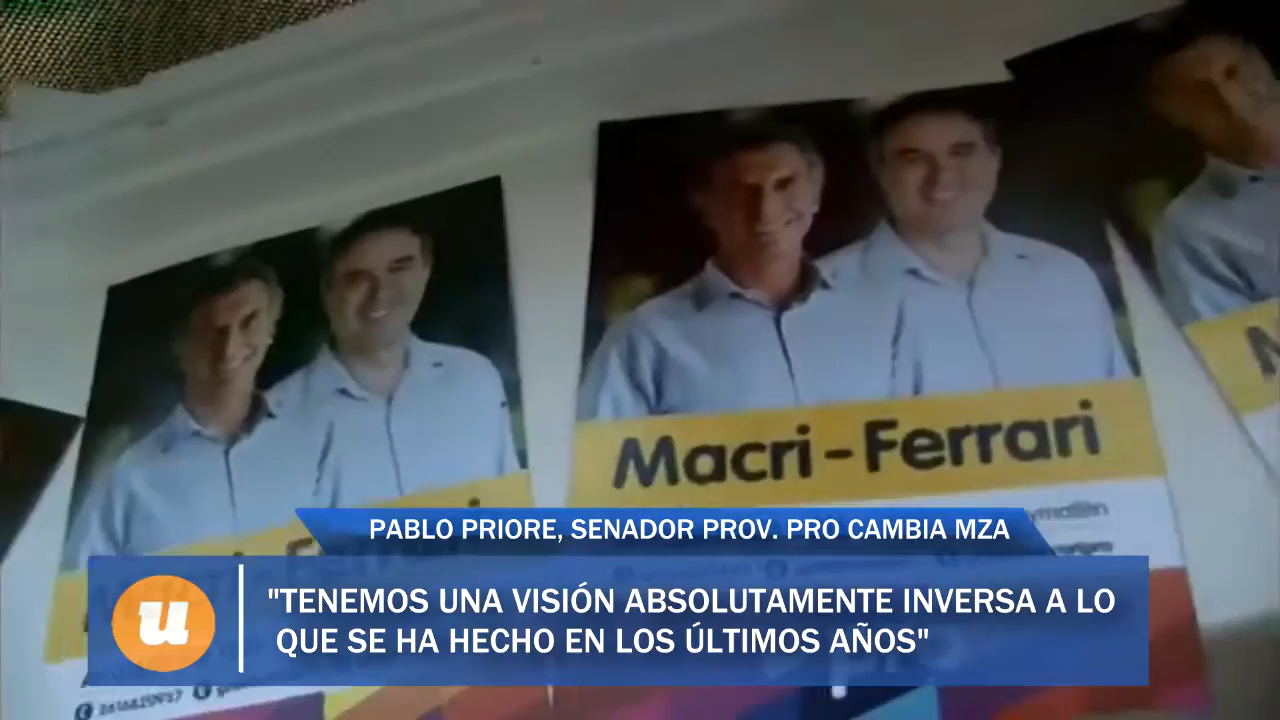 Macri-Ferrari
PABLO PRIORE, SENADOR PROV. PRO CAMBIA MZA
u
"TENEMOS UNA VISIÓN ABSOLUTAMENTE INVERSA A LO
QUE SE HA HECHO EN LOS ÚLTIMOS AÑOS"